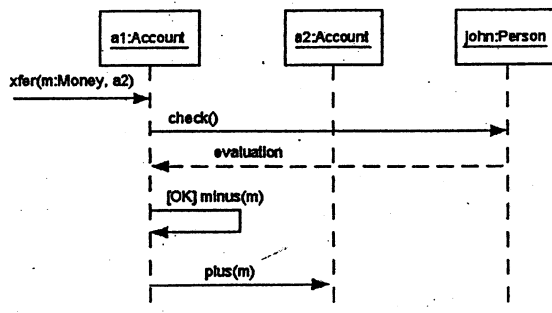 a1:Account
a2:Account
john:Person
xfer(m:Money, a2)
check()
evaluation
[OK] minus(m)
plus(m)